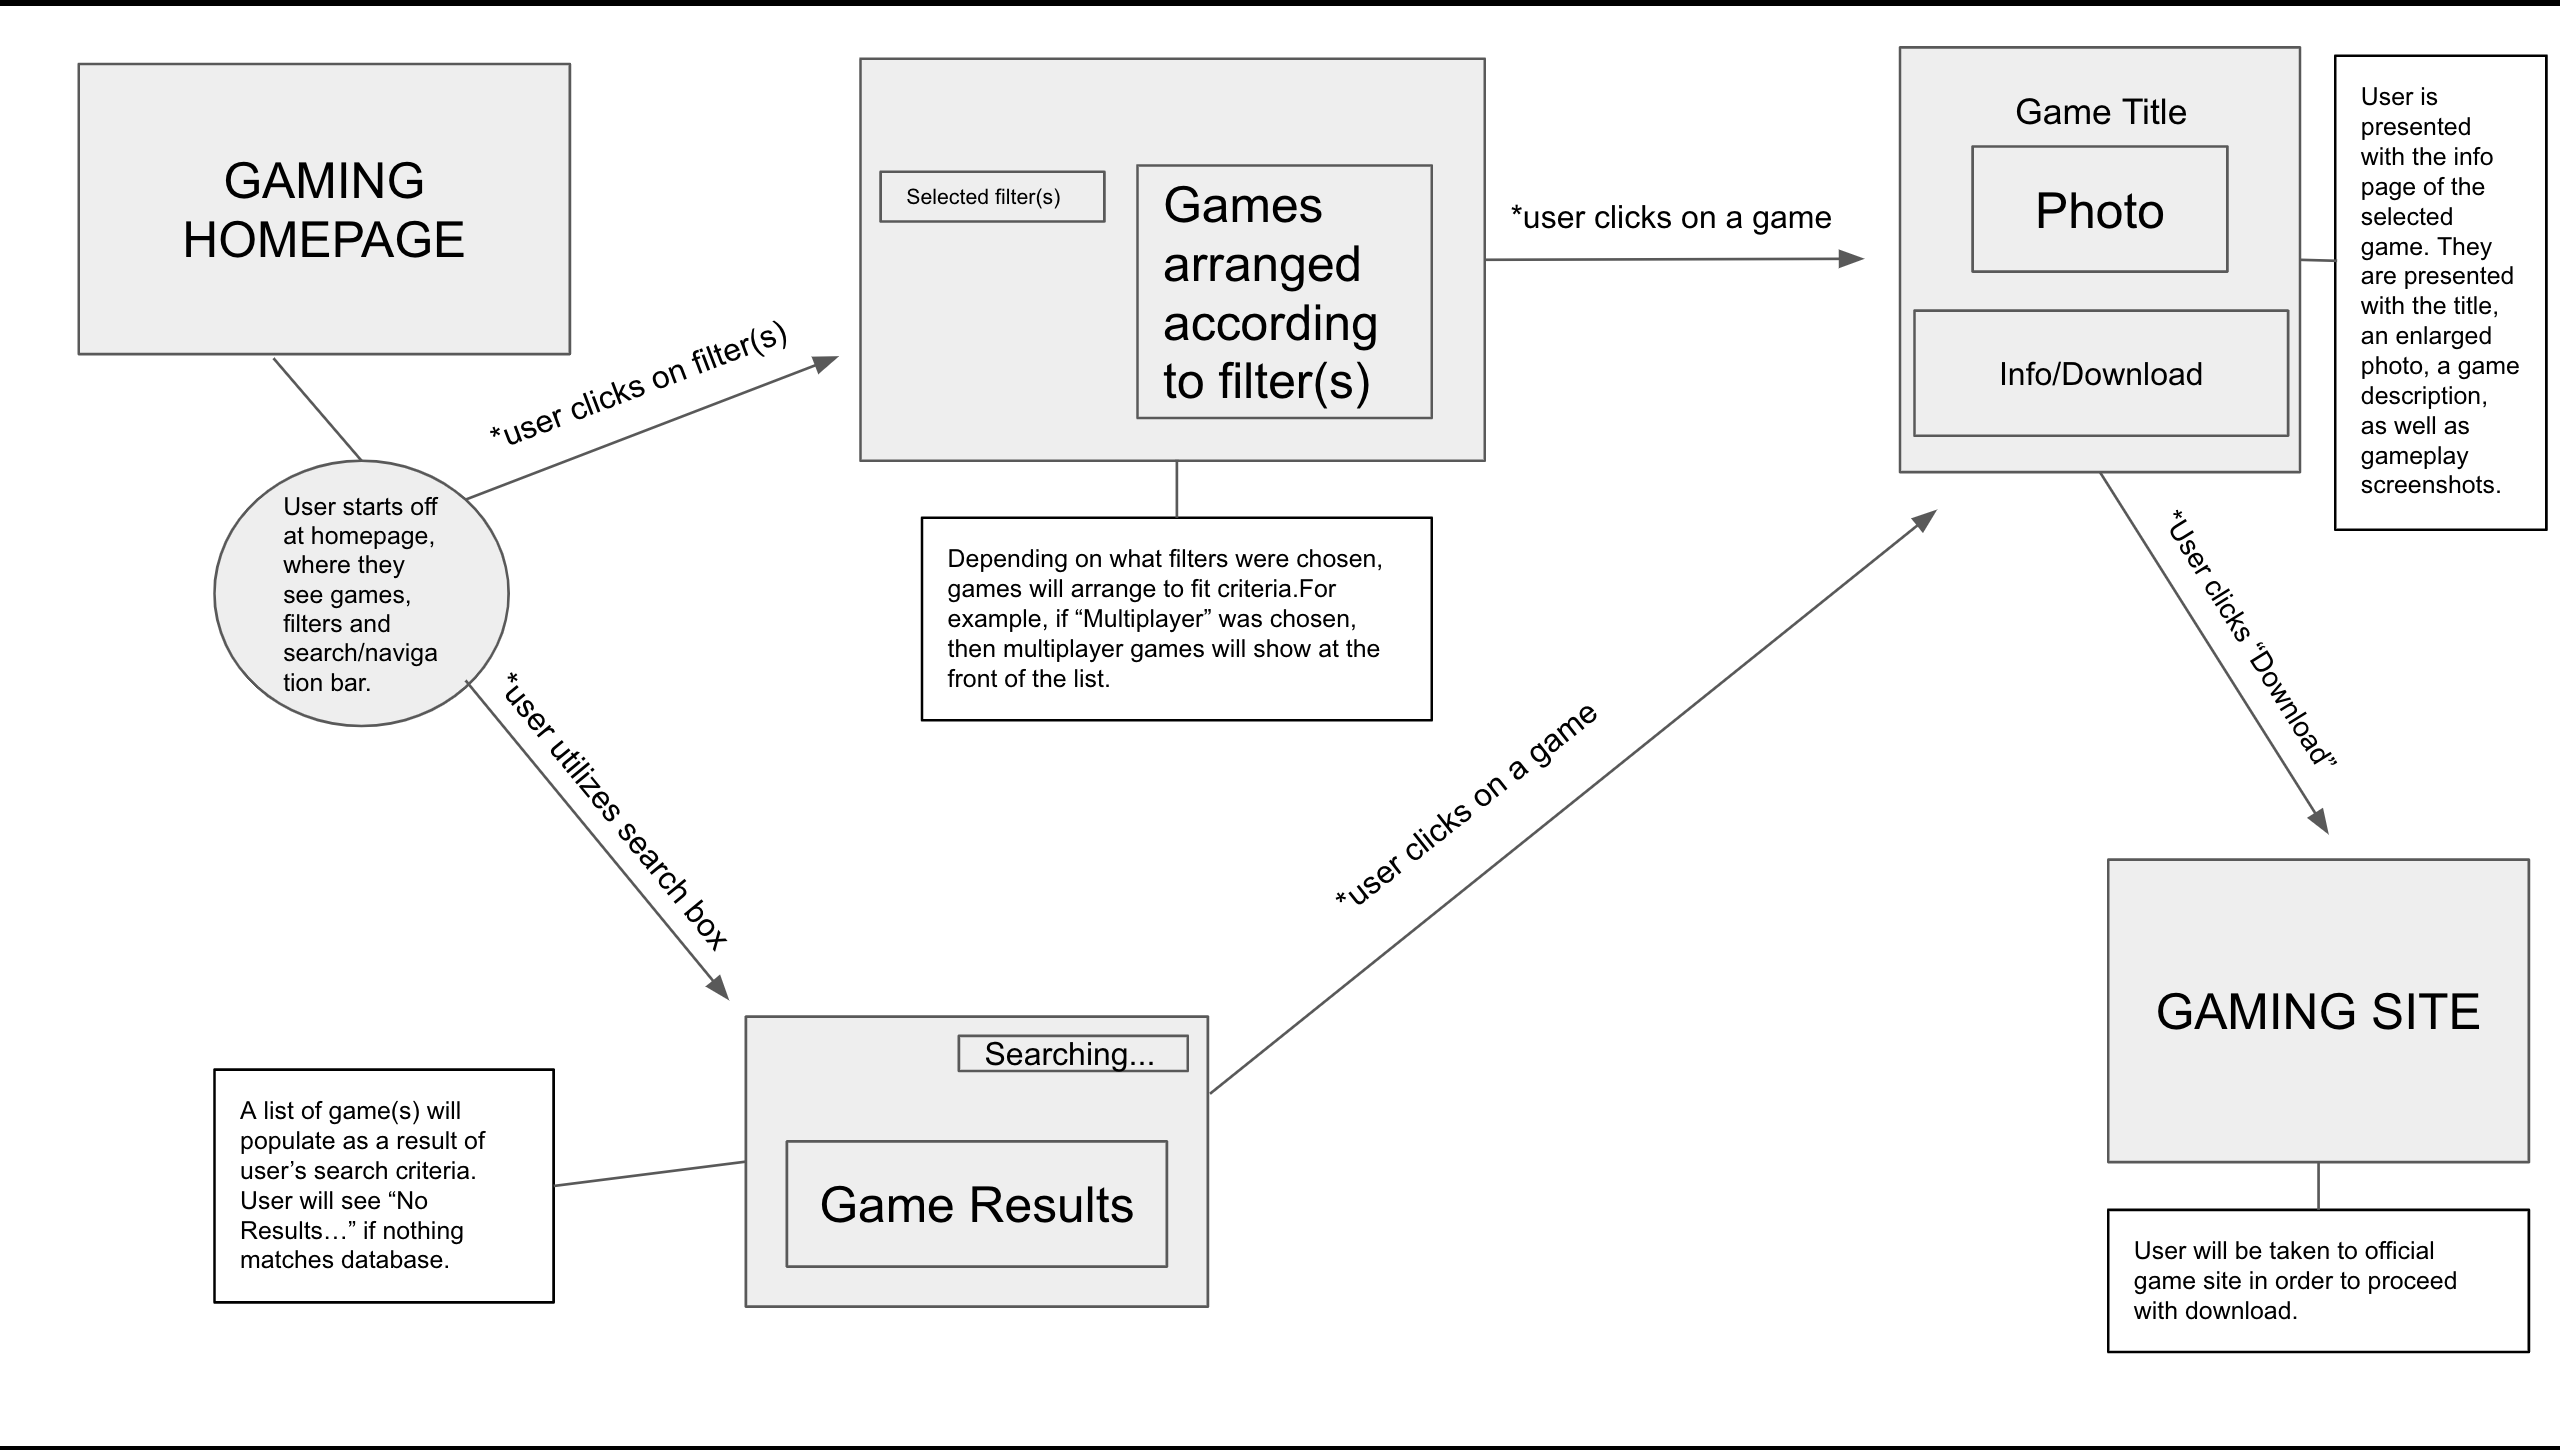 GAMING
HOMEPAGE
User starts off
at homepage,
where they
see games,
filters and
search/naviga
tion bar.
*user clicks on filter(s)
Selected filter(s)
Games
arranged
according
to filter(s)
Depending on what filters were chosen,
games will arrange to fit criteria.For
example, if “Multiplayer” was chosen,
then multiplayer games will show at the
front of the list.
*user clicks on a game
Game Title
Photo
Info/Download
User is
presented
with the info
page of the
selected
game. They
are presented
with the title,
an enlarged
photo, a game
description,
as well as
gameplay
screenshots.
*user utilizes search box
Searching...
Game Results
A list of game(s) will
populate as a result of
user’s search criteria.
User will see “No
Results…” if nothing
matches database.
*user clicks on a game
*User clicks “Download”
GAMING SITE
User will be taken to official
game site in order to proceed
with download.